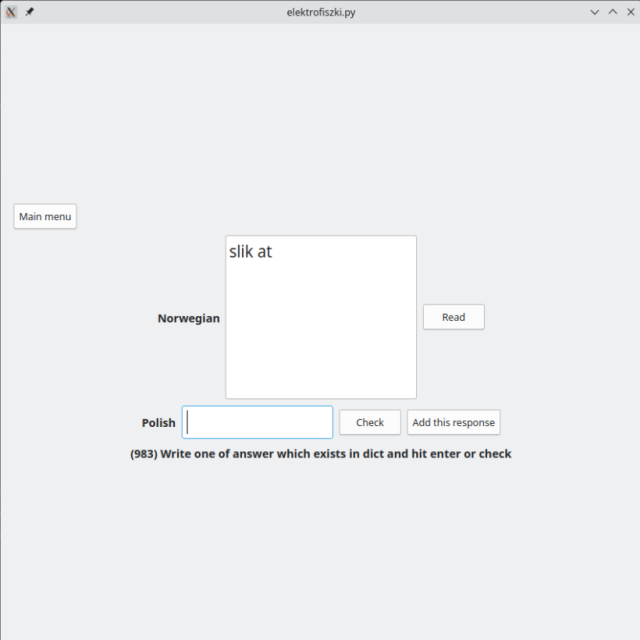 elektrofiszki.py
Main menu
slik at
Norwegian
Read
Polish
Check
Add this response
(983) Write one of answer which exists in dict and hit enter or check